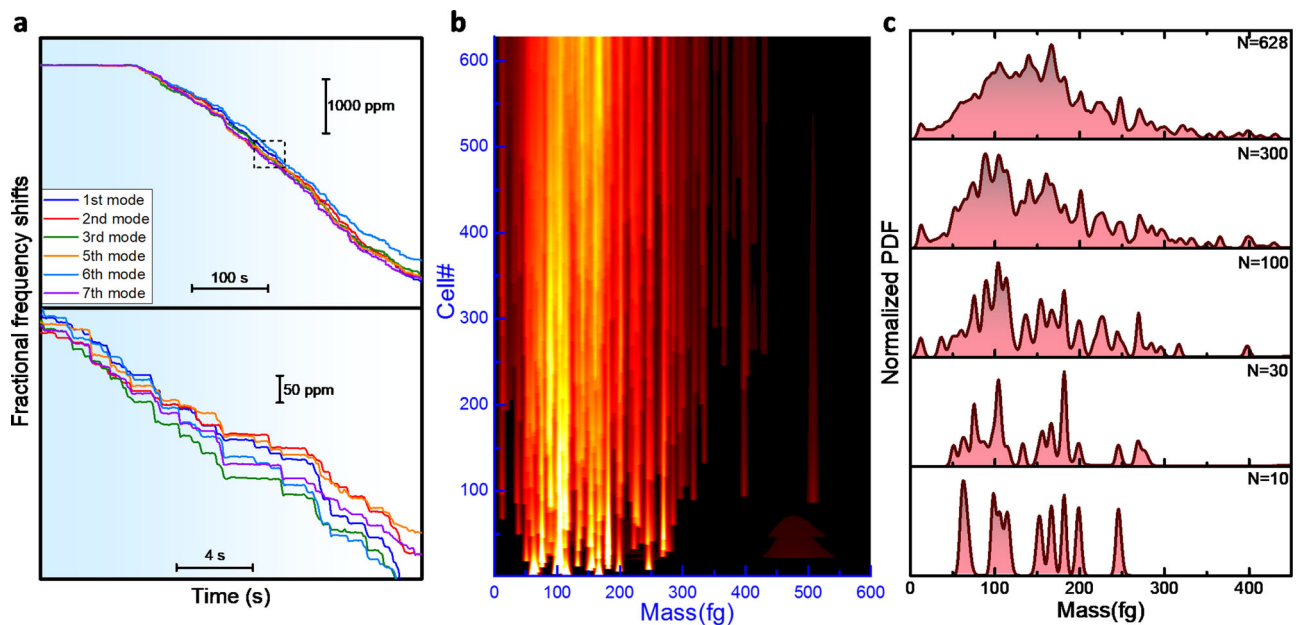 a
Fractional frequency shifts
1000 ppm
1st mode
2nd mode
3rd mode
5th mode
6th mode
7th mode
100 s
50 ppm
4 s
Time (s)
b
Cell#
600
500
400
300
200
100
0 100 200 300 400 500 600
Mass(fg)
c
Normalized PDF
N=628
N=300
N=100
N=30
N=10
0 100 200 300 400
Mass(fg)